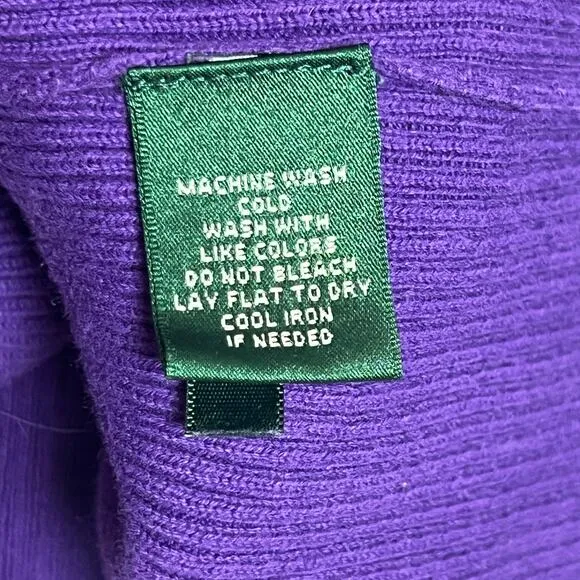 MACHINE WASH
COLD
WASH WITH
LIKE COLORS
DO NOT BLEACH
LAY FLAT TO DRY
COOL IRON
IF NEEDED